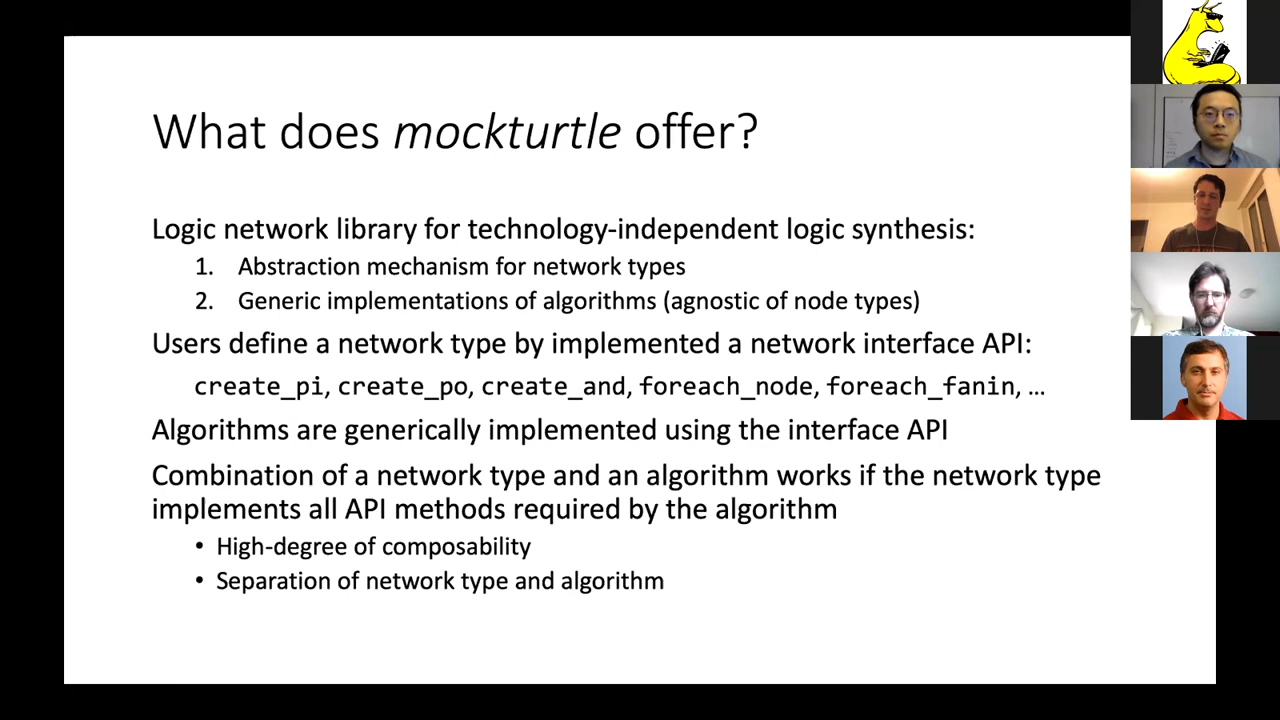 What does mockturtle offer?
Logic network library for technology-independent logic synthesis:
1. Abstraction mechanism for network types
2. Generic implementations of algorithms (agnostic of node types)
Users define a network type by implemented a network interface API:
create_pi, create_po, create_and, foreach_node, foreach_fanin, …
Algorithms are generically implemented using the interface API
Combination of a network type and an algorithm works if the network type
implements all API methods required by the algorithm
• High-degree of composability
• Separation of network type and algorithm